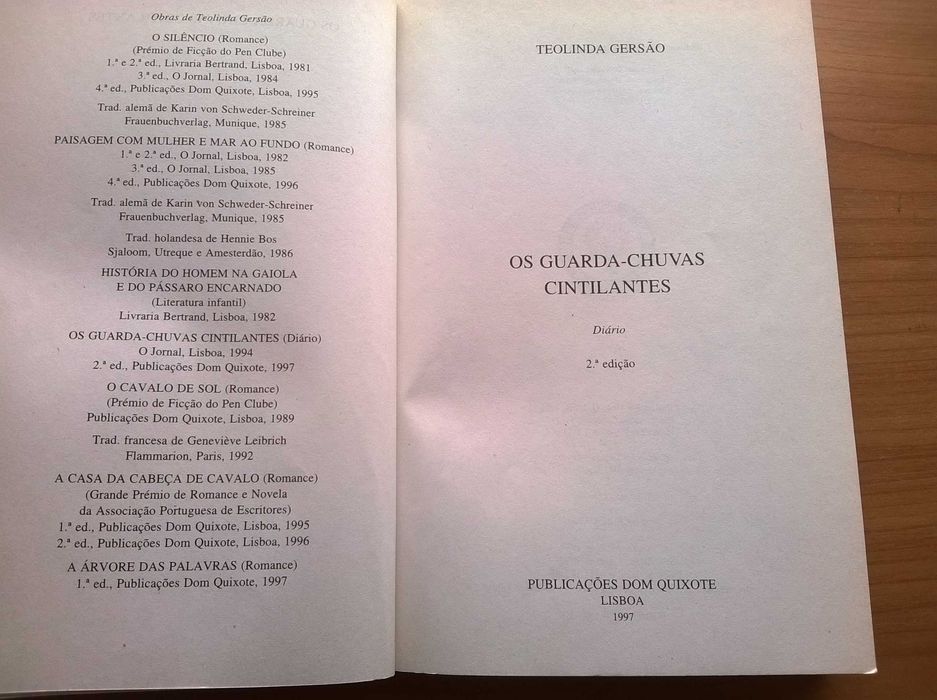 Obras de Teolinda Gersão
O SILÊNCIO (Romance)
(Prémio de Ficção do Pen Clube)
1.ª e 2.ª ed., Livraria Bertrand, Lisboa, 1981
3.ª ed., O Jornal, Lisboa, 1984
4.ª ed., Publicações Dom Quixote, Lisboa, 1995
Trad. alemã de Karin von Schweder-Schreiner
Frauenbuchverlag, Munique, 1985
PAISAGEM COM MULHER E MAR AO FUNDO (Romance)
1.ª e 2.ª ed., O Jornal, Lisboa, 1982
3.ª ed., O Jornal, Lisboa, 1985
4.ª ed., Publicações Dom Quixote, 1996
Trad. alemã de Karin von Schweder-Schreiner
Frauenbuchverlag, Munique, 1985
Trad. holandesa de Hennie Bos
Sjaloom, Utreque e Amesterdão, 1986
HISTÓRIA DO HOMEM NA GAIOLA
E DO PÁSSARO ENCARNADO
(Literatura infantil)
Livraria Bertrand, Lisboa, 1982
OS GUARDA-CHUVAS CINTILANTES (Diário)
O Jornal, Lisboa, 1994
2.ª ed., Publicações Dom Quixote, 1997
O CAVALO DE SOL (Romance)
(Prémio de Ficção do Pen Clube)
Publicações Dom Quixote, Lisboa, 1989
Trad. francesa de Geneviève Leibrich
Flammarion, Paris, 1992
A CASA DA CABEÇA DE CAVALO (Romance)
(Grande Prémio de Romance e Novela
da Associação Portuguesa de Escritores)
1.ª ed., Publicações Dom Quixote, Lisboa, 1995
2.ª ed., Publicações Dom Quixote, Lisboa, 1996
A ÁRVORE DAS PALAVRAS (Romance)
1.ª ed., Publicações Dom Quixote, 1997
TEOLINDA GERSÃO
OS GUARDA-CHUVAS
CINTILANTES
Diário
2.ª edição
PUBLICAÇÕES DOM QUIXOTE
LISBOA
1997